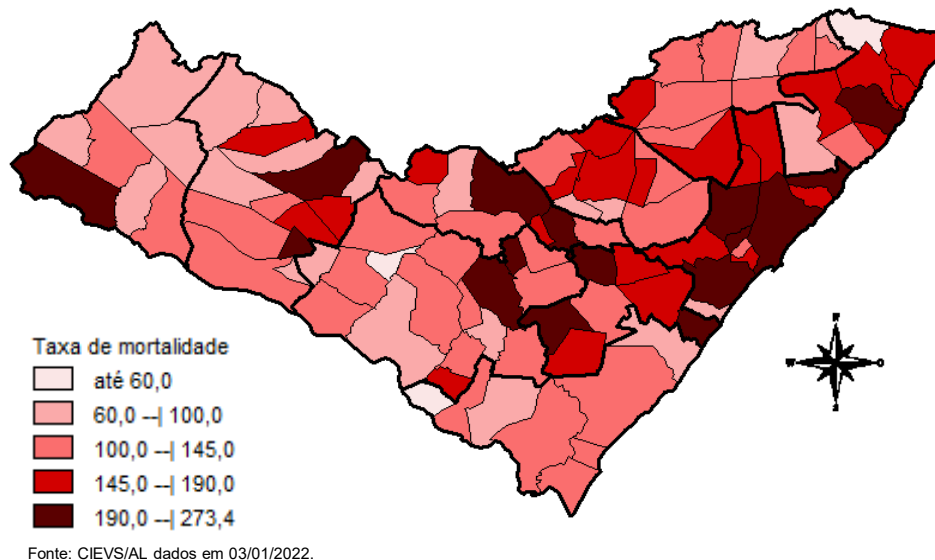 Taxa de mortalidade
até 60,0
60,0 --| 100,0
100,0 --| 145,0
145,0 --| 190,0
190,0 --| 273,4
Fonte: CIEVS/AL dados em 03/01/2022.